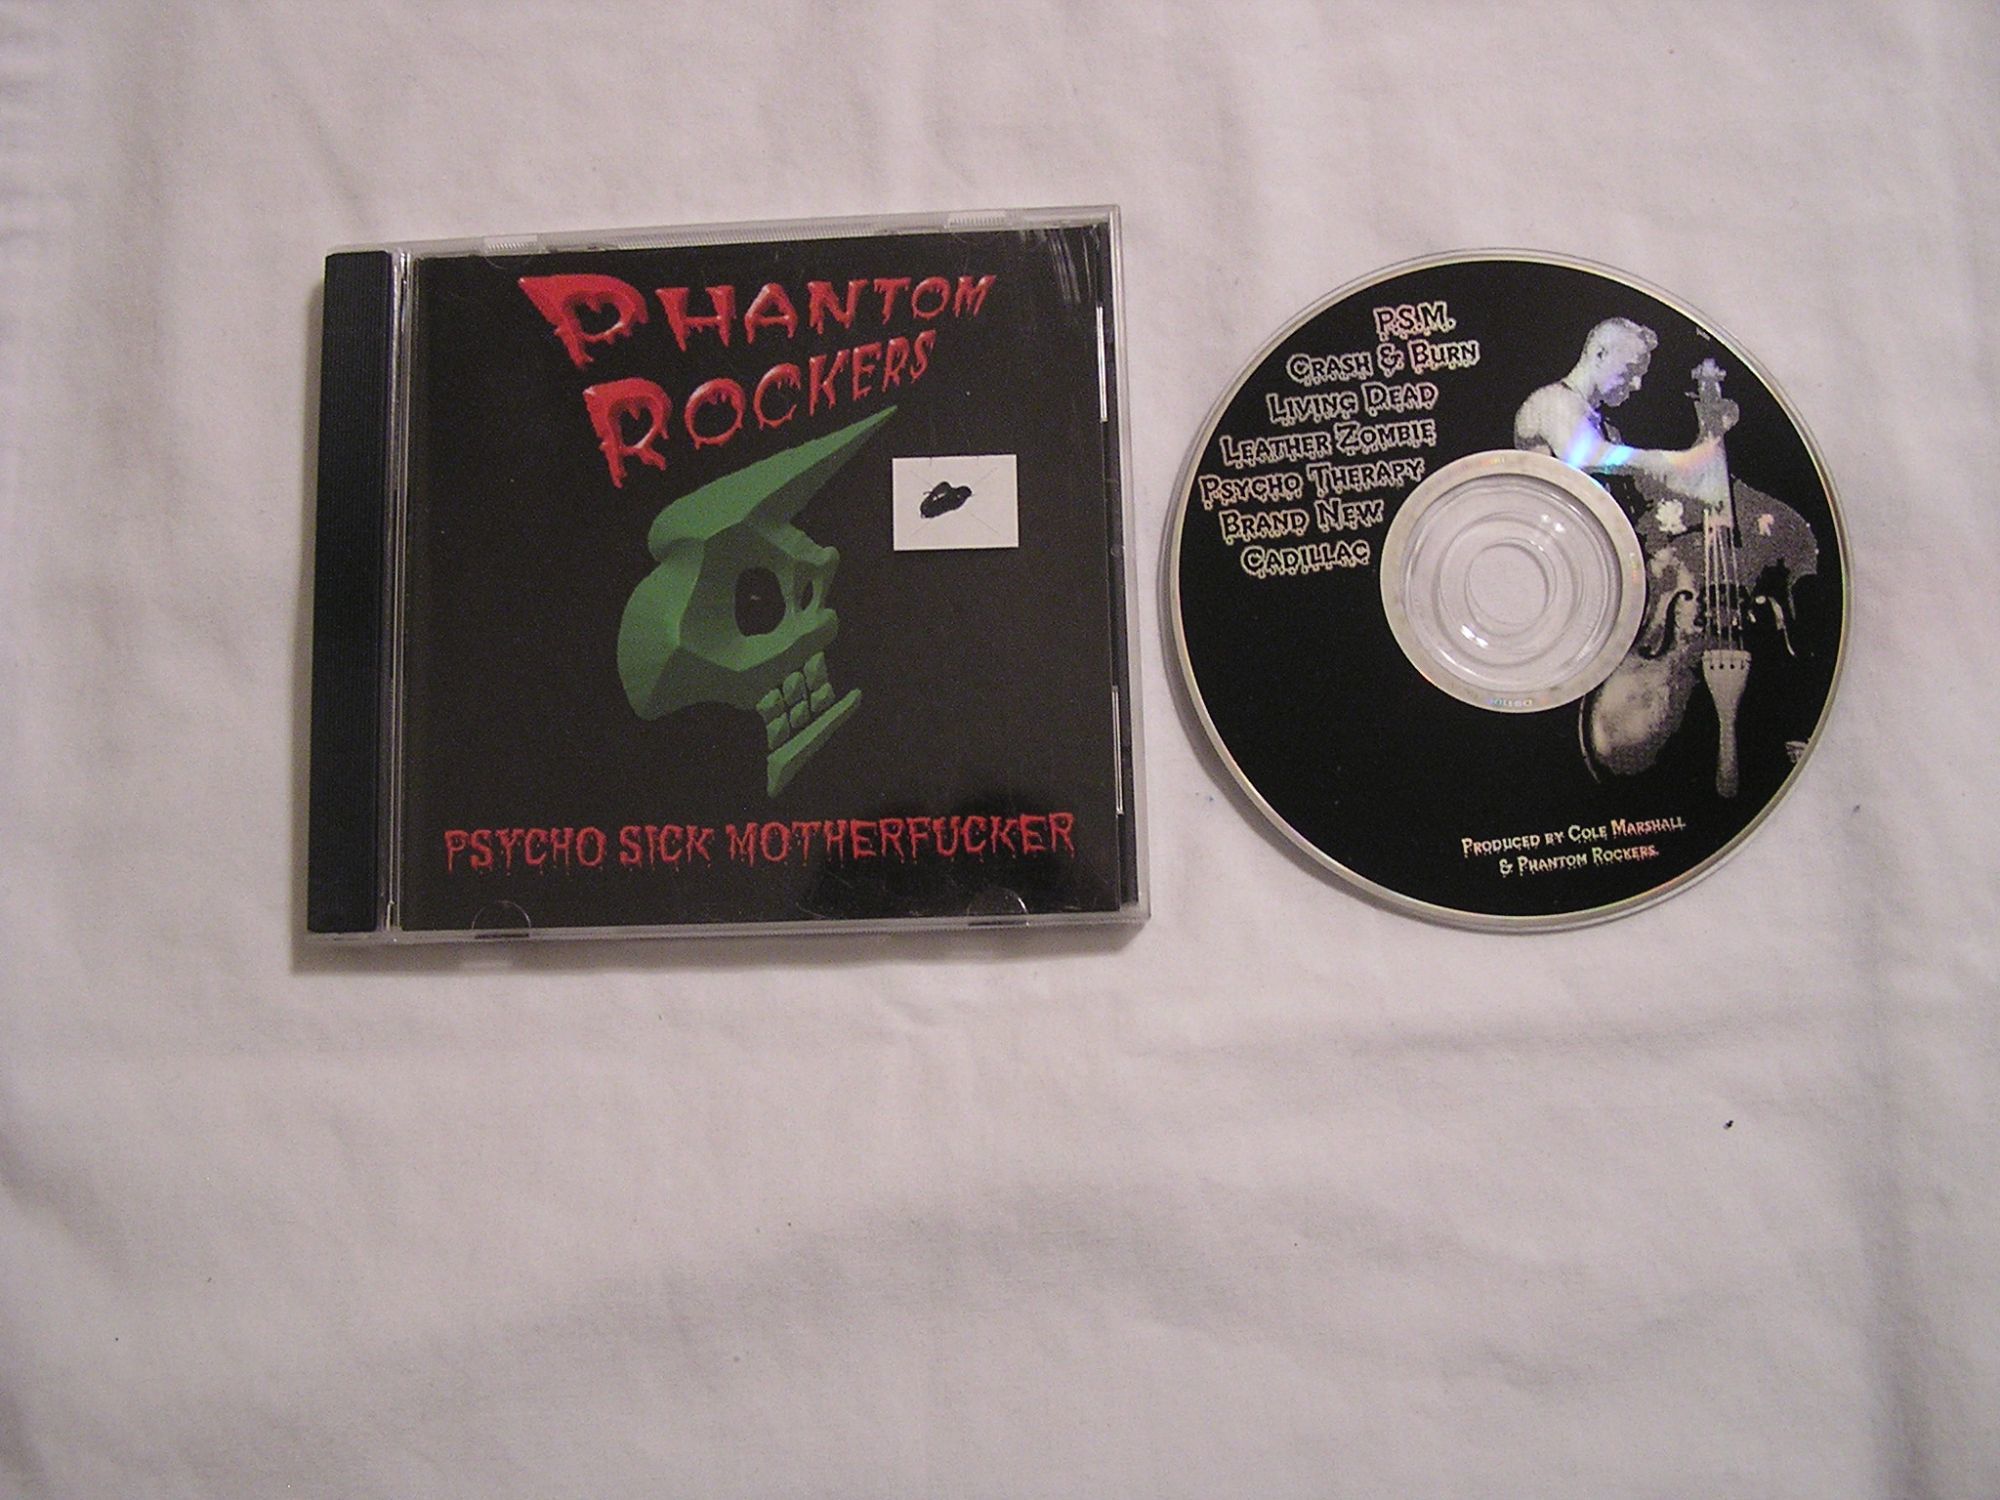 PHANTOM
ROCKERS
PSYCHO SICK MOTHERFUCKER
P.S.M.
CRASH & BURN
LIVING DEAD
LEATHER ZOMBIE
PSYCHO THERAPY
BRAND NEW
CADILLAC
PRODUCED BY COLE MARSHALL
& PHANTOM ROCKERS.